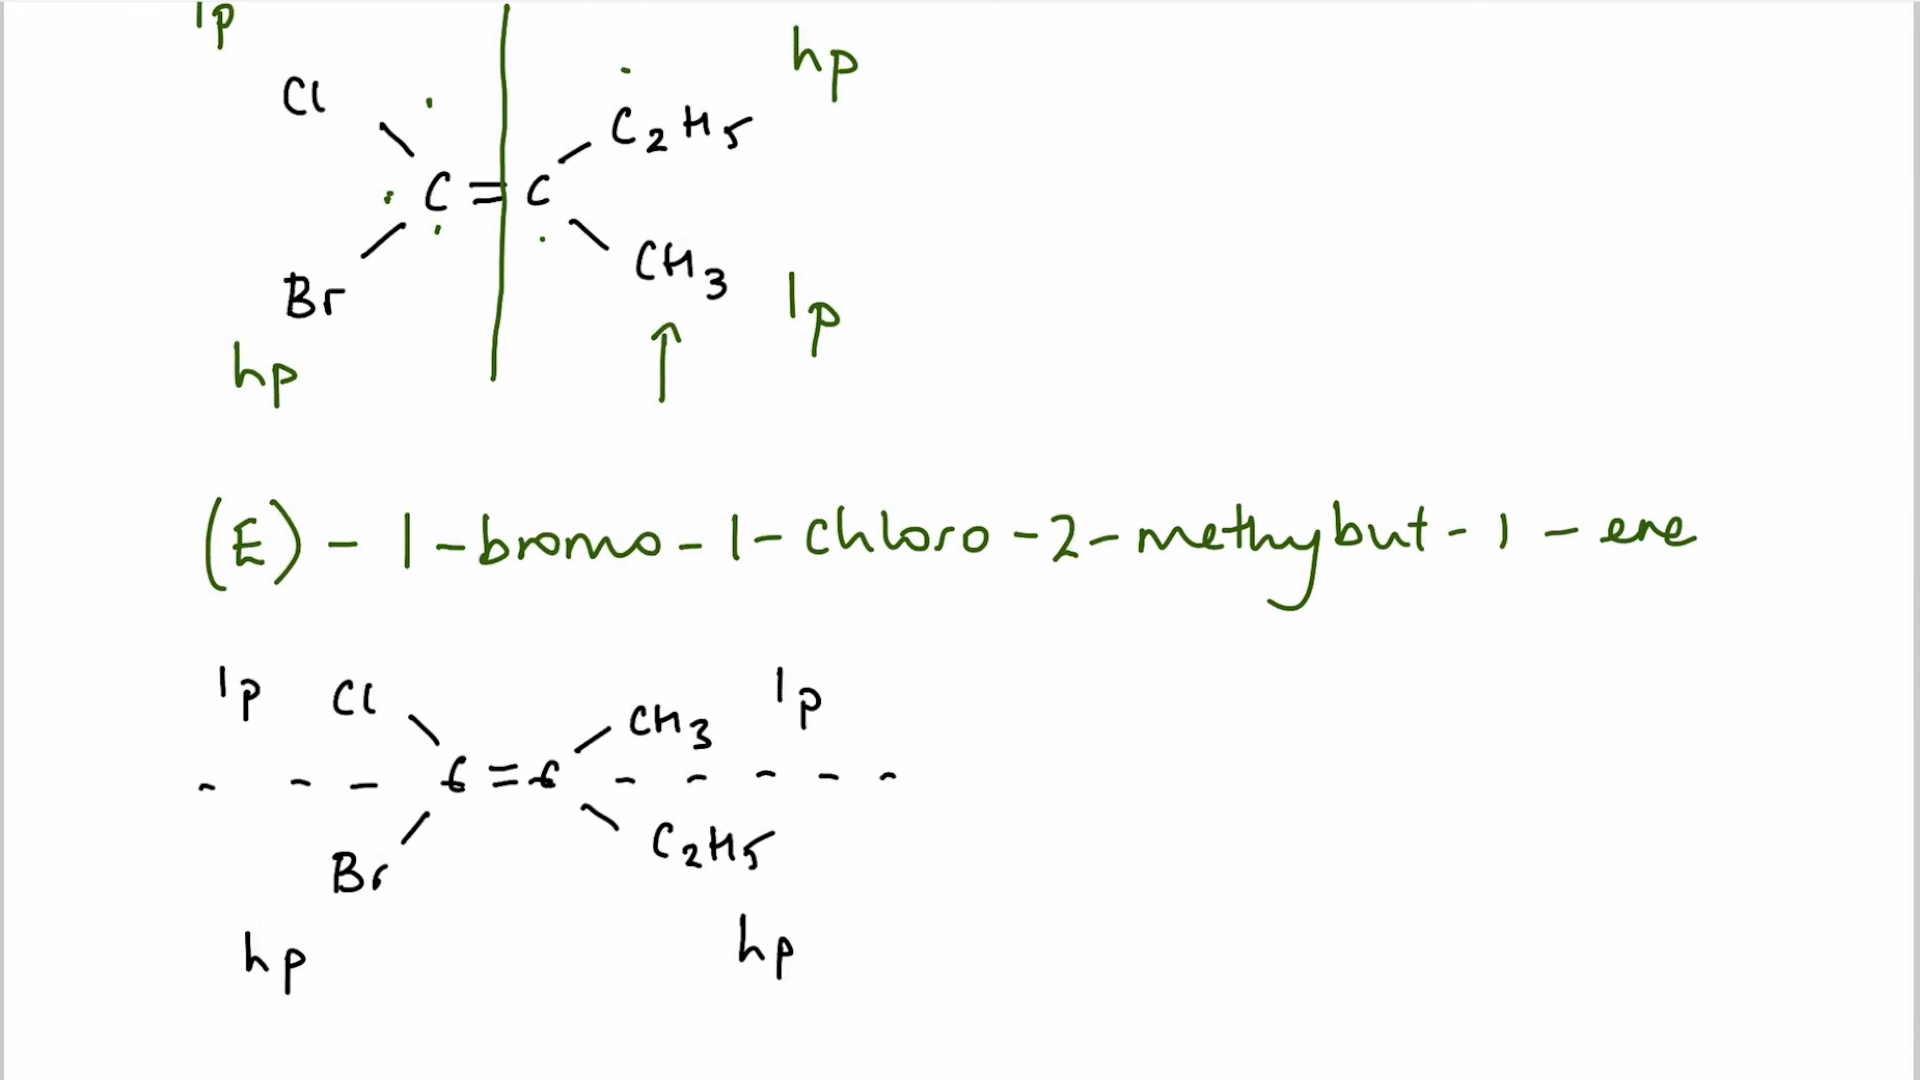 lp
hp
Cl
C2H5
C = C
CH3
Br
lp
hp
(E) - 1 - bromo - 1 - chloro - 2 - methybut - 1 - ene
lp Cl lp
CH3
C = C
C2H5
Br
hp hp